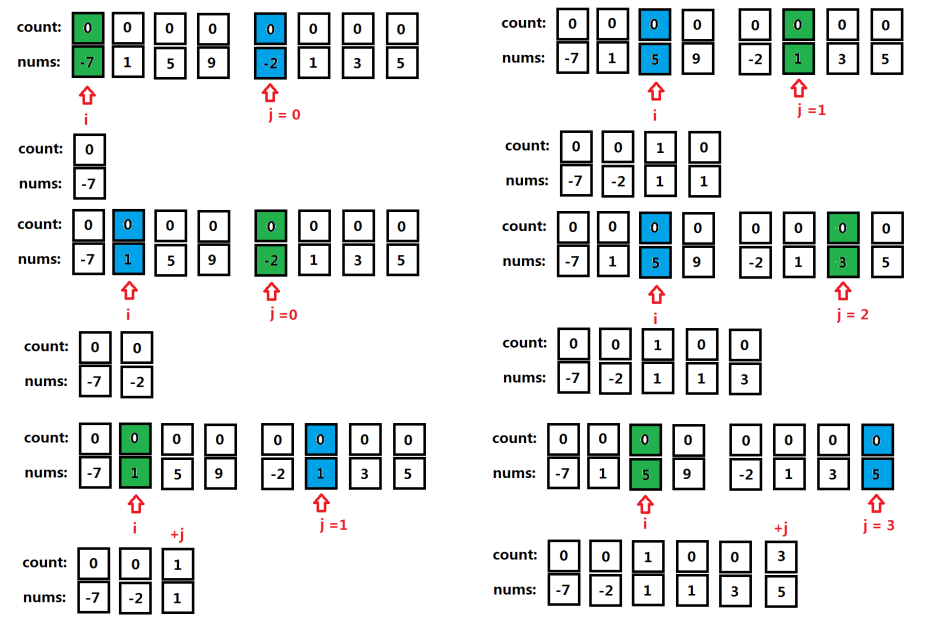 count: 0 0 0 0 0 0 0 0
nums: -7 1 5 9 -2 1 3 5
i j = 0
count: 0
nums: -7
count: 0 0 0 0 0 0 0 0
nums: -7 1 5 9 -2 1 3 5
i j =0
count: 0 0
nums: -7 -2
count: 0 0 0 0 0 0 0 0
nums: -7 1 5 9 -2 1 3 5
i j =1
+j
count: 0 0 1
nums: -7 -2 1
count: 0 0 0 0 0 0 0 0
nums: -7 1 5 9 -2 1 3 5
i j =1
count: 0 0 1 0
nums: -7 -2 1 1
count: 0 0 0 0 0 0 0 0
nums: -7 1 5 9 -2 1 3 5
i j = 2
count: 0 0 1 0 0
nums: -7 -2 1 1 3
count: 0 0 0 0 0 0 0 0
nums: -7 1 5 9 -2 1 3 5
i j = 3
+j
count: 0 0 1 0 0 3
nums: -7 -2 1 1 3 5